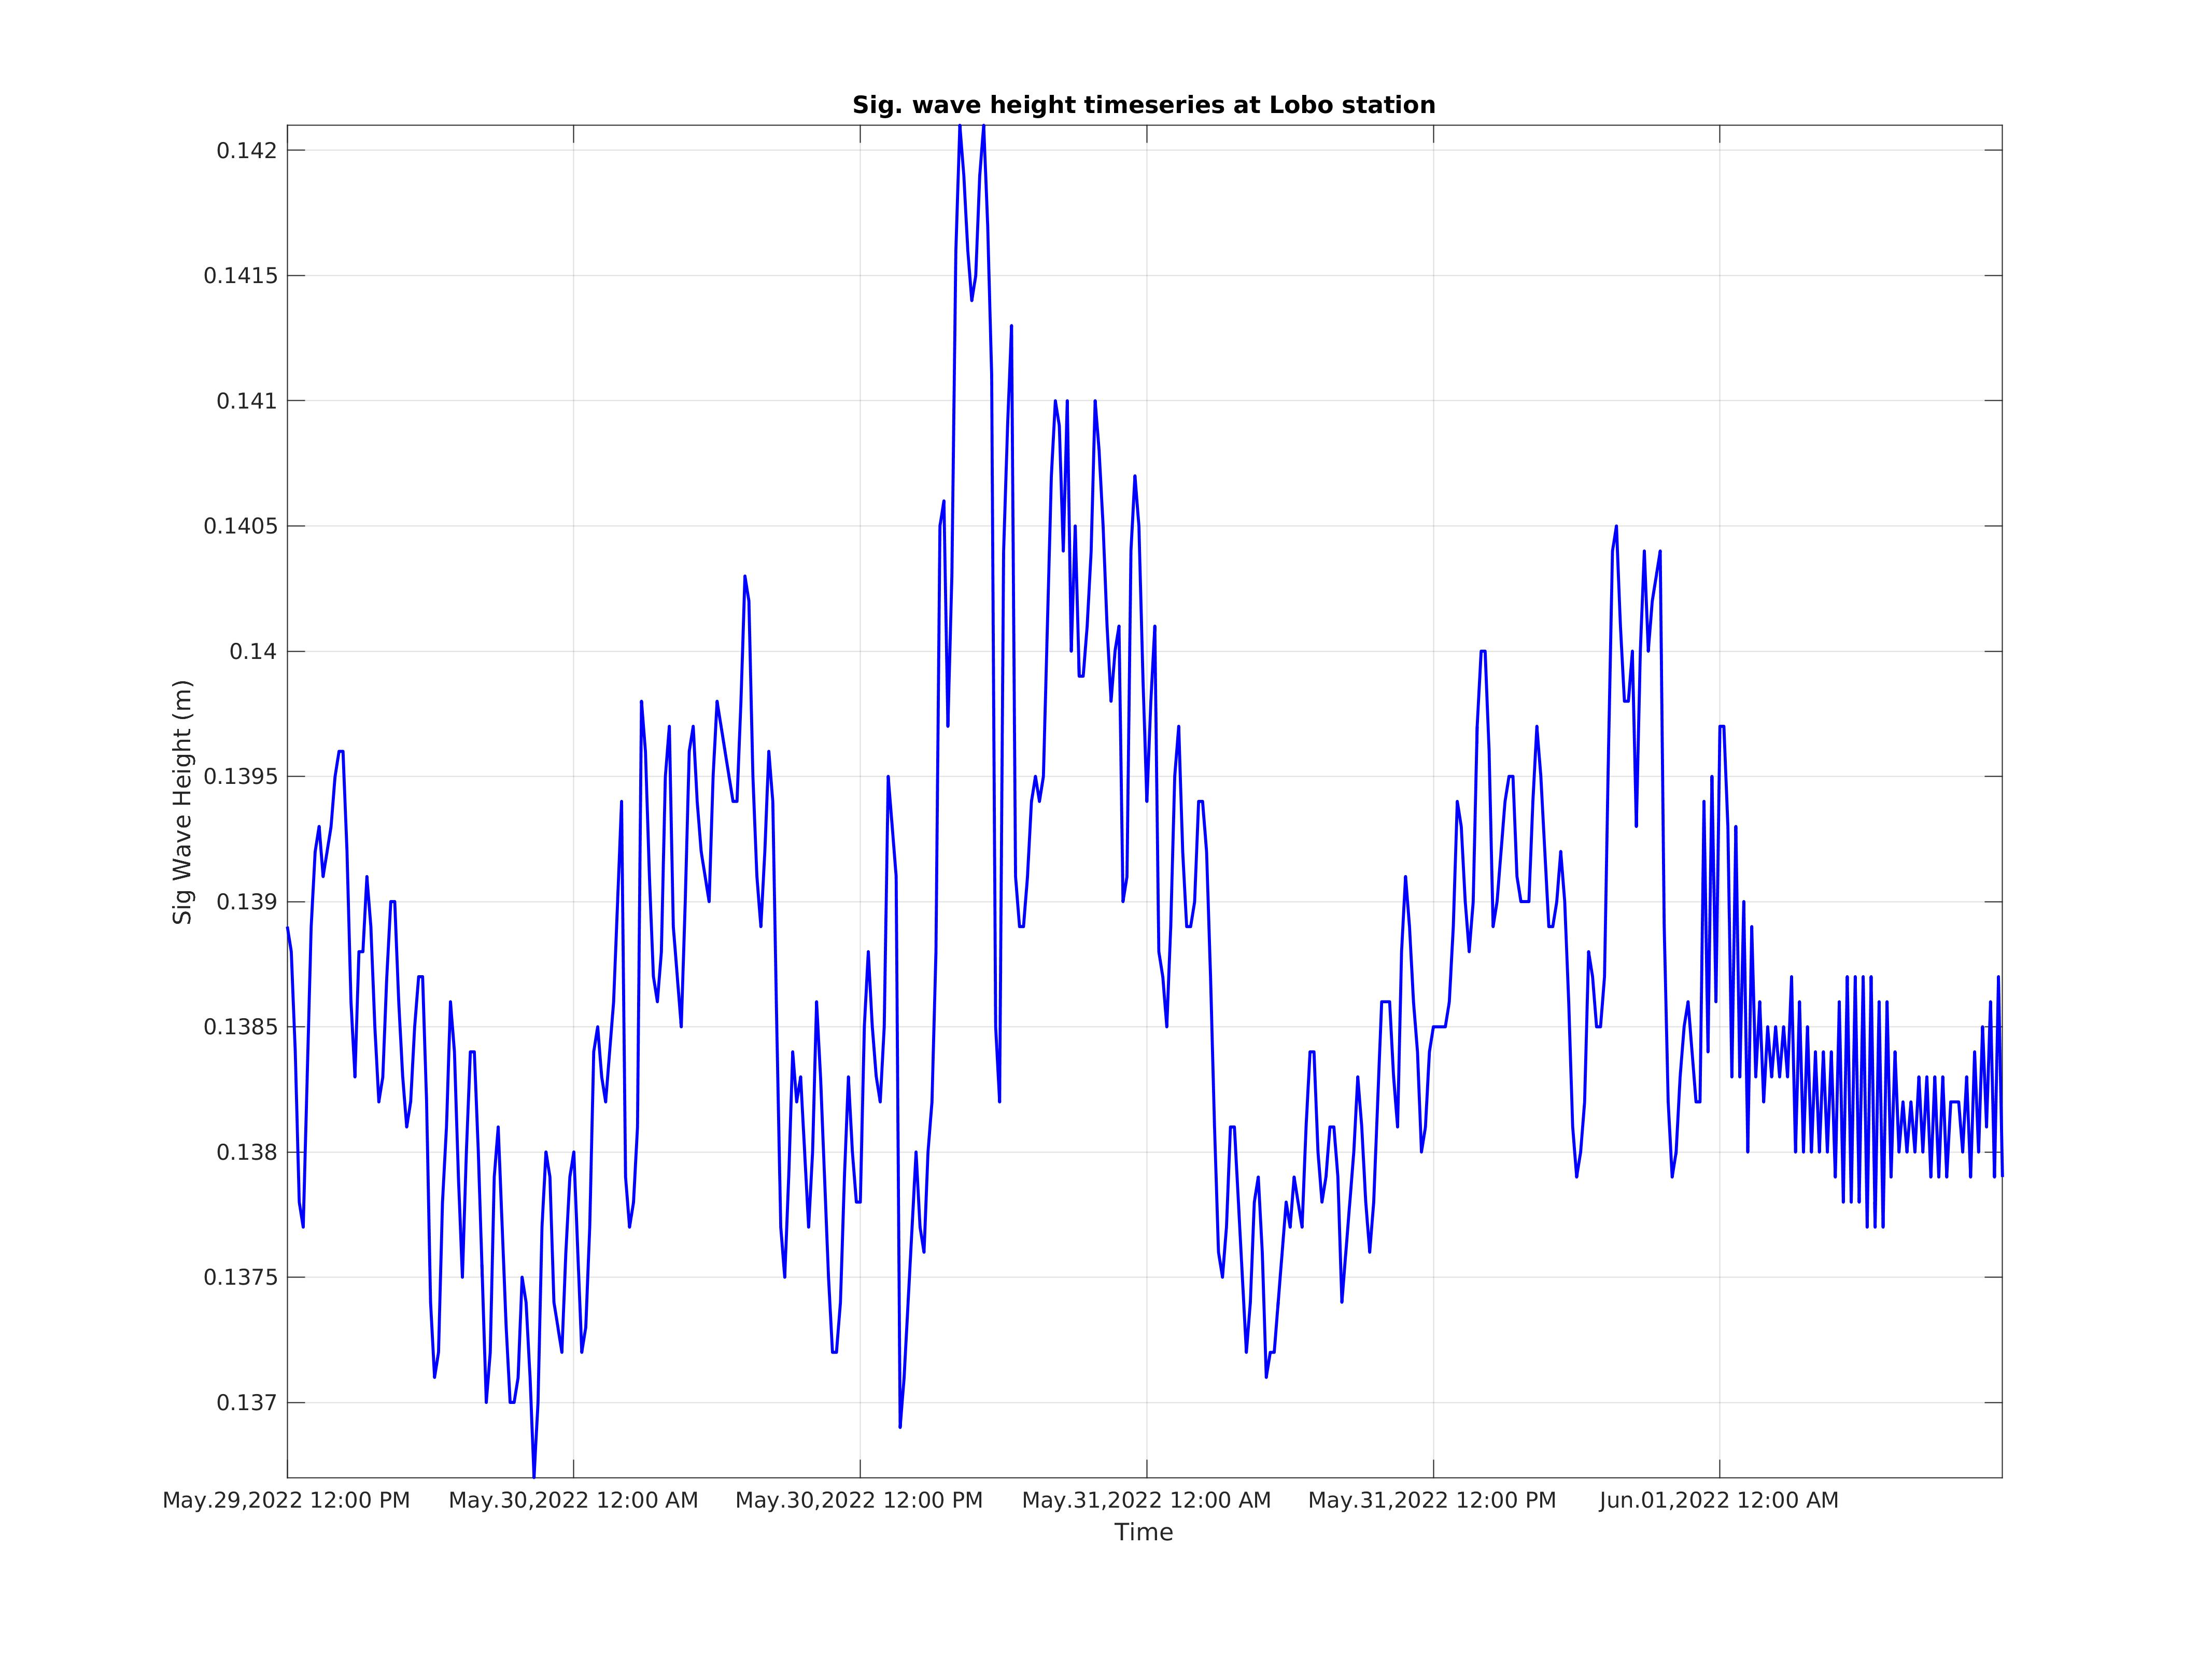 Sig. wave height timeseries at Lobo station
0.142
0.1415
0.141
0.1405
0.14
0.1395
0.139
0.1385
0.138
0.1375
0.137
Sig Wave Height (m)
May.29,2022 12:00 PM May.30,2022 12:00 AM May.30,2022 12:00 PM May.31,2022 12:00 AM May.31,2022 12:00 PM Jun.01,2022 12:00 AM
Time